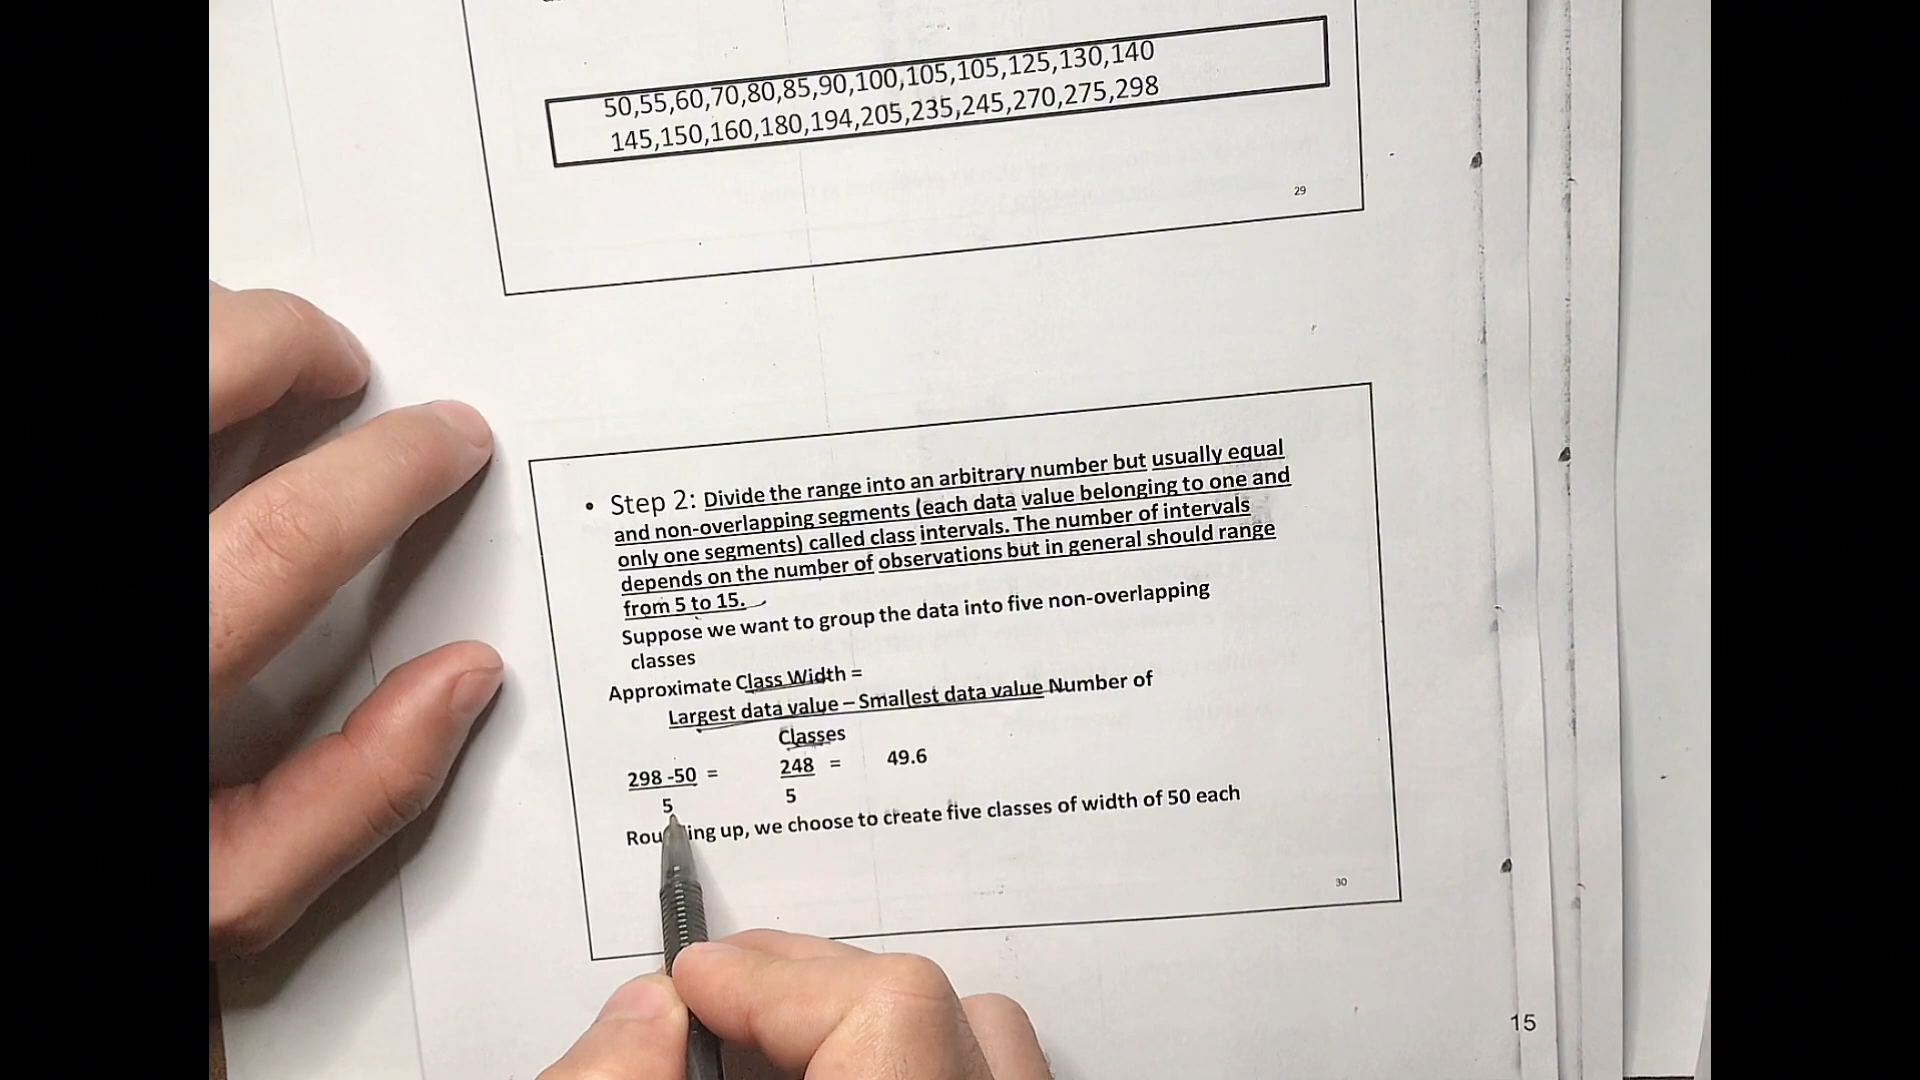 50,55,60,70,80,85,90,100,105,105,125,130,140
145,150,160,180,194,205,235,245,270,275,298
29
• Step 2: Divide the range into an arbitrary number but usually equal
and non-overlapping segments (each data value belonging to one and
only one segments) called class intervals. The number of intervals
depends on the number of observations but in general should range
from 5 to 15.
Suppose we want to group the data into five non-overlapping
classes
Approximate Class Width =
Largest data value – Smallest data value Number of
Classes
298 -50 = 248 = 49.6
5 5
up, we choose to create five classes of width of 50 each
30
15